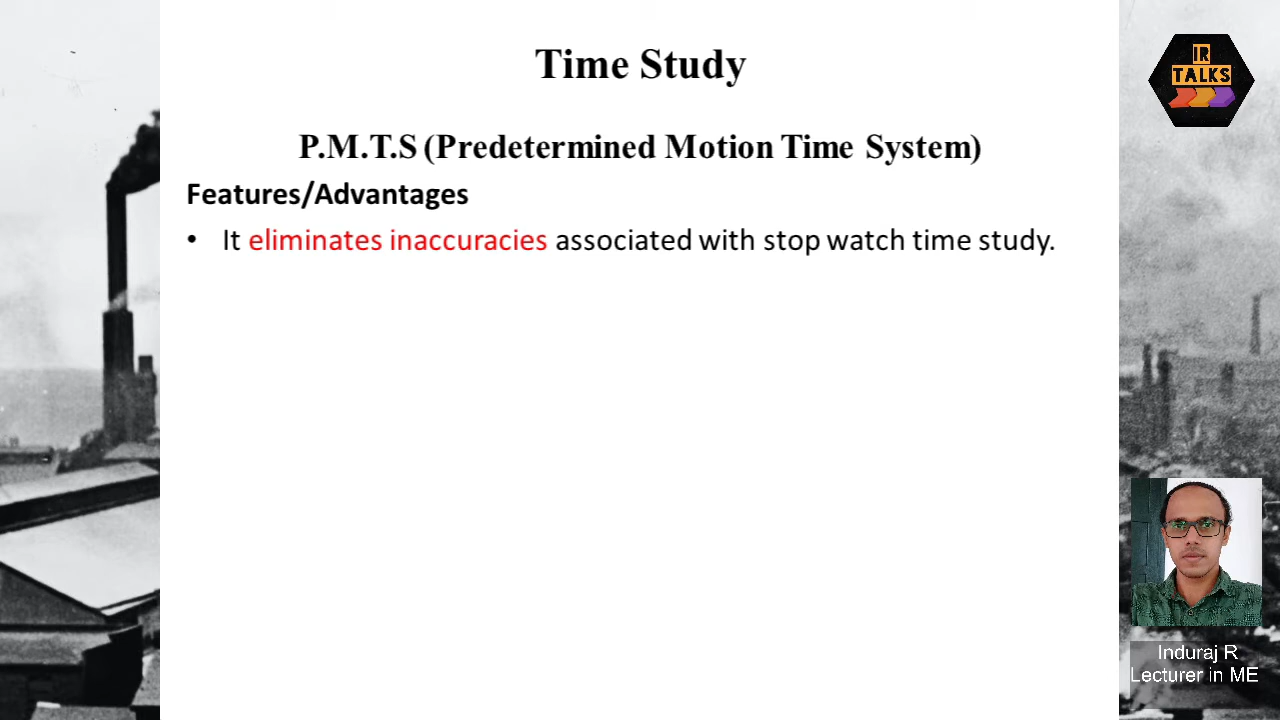 Time Study
P.M.T.S (Predetermined Motion Time System)
Features/Advantages
• It eliminates inaccuracies associated with stop watch time study.
IR
TALKS
Induraj R
Lecturer in ME